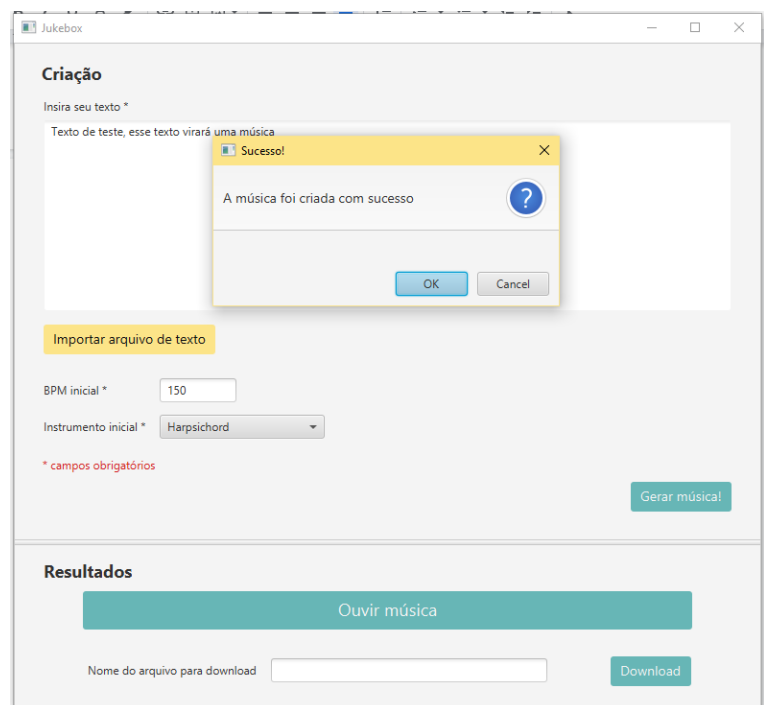 Jukebox
Criação
Insira seu texto *
Texto de teste, esse texto virará uma música
Sucesso!
A música foi criada com sucesso
OK
Cancel
Importar arquivo de texto
BPM inicial *
150
Instrumento inicial *
Harpsichord
* campos obrigatórios
Gerar música!
Resultados
Ouvir música
Nome do arquivo para download
Download